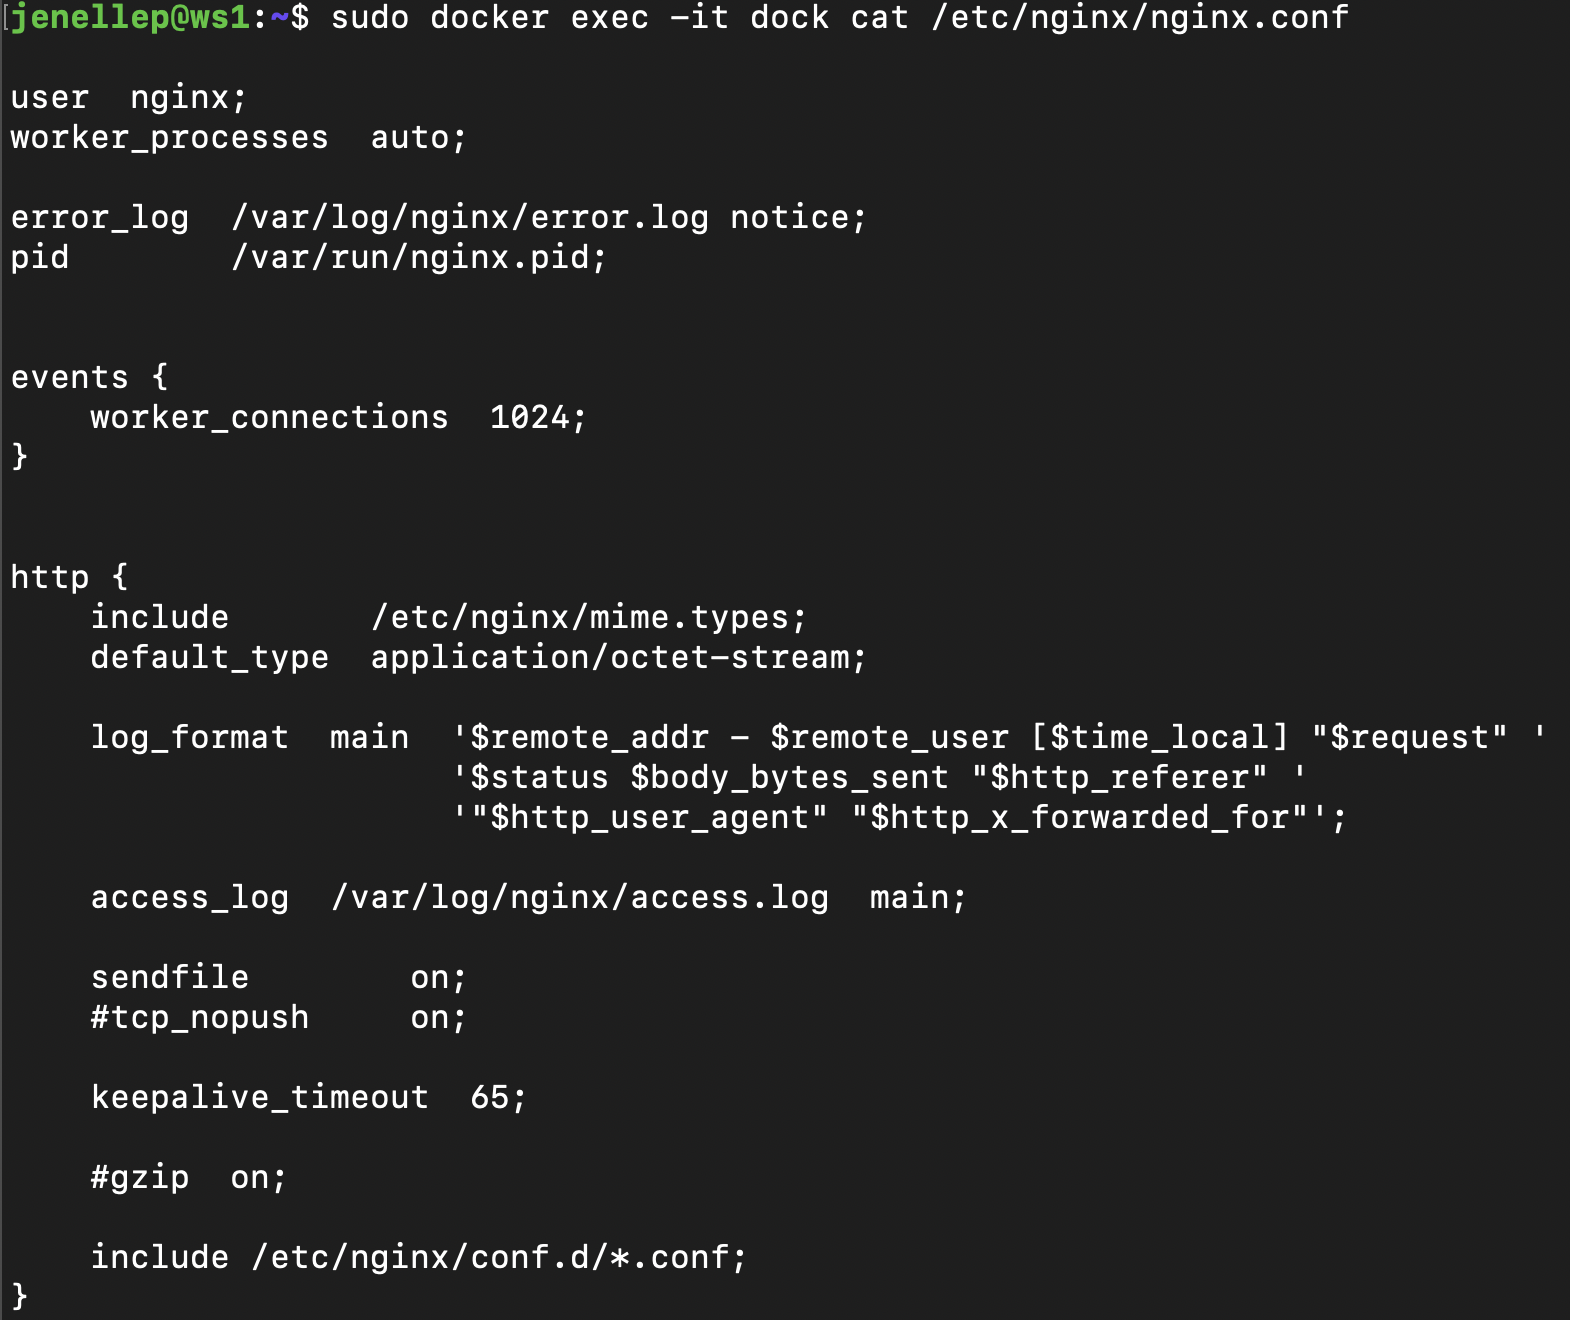 [jenellep@ws1:~$ sudo docker exec -it dock cat /etc/nginx/nginx.conf

user  nginx;
worker_processes  auto;

error_log  /var/log/nginx/error.log notice;
pid        /var/run/nginx.pid;


events {
    worker_connections  1024;
}


http {
    include       /etc/nginx/mime.types;
    default_type  application/octet-stream;

    log_format  main  '$remote_addr - $remote_user [$time_local] "$request" '
                      '$status $body_bytes_sent "$http_referer" '
                      '"$http_user_agent" "$http_x_forwarded_for"';

    access_log  /var/log/nginx/access.log  main;

    sendfile        on;
    #tcp_nopush     on;

    keepalive_timeout  65;

    #gzip  on;

    include /etc/nginx/conf.d/*.conf;
}